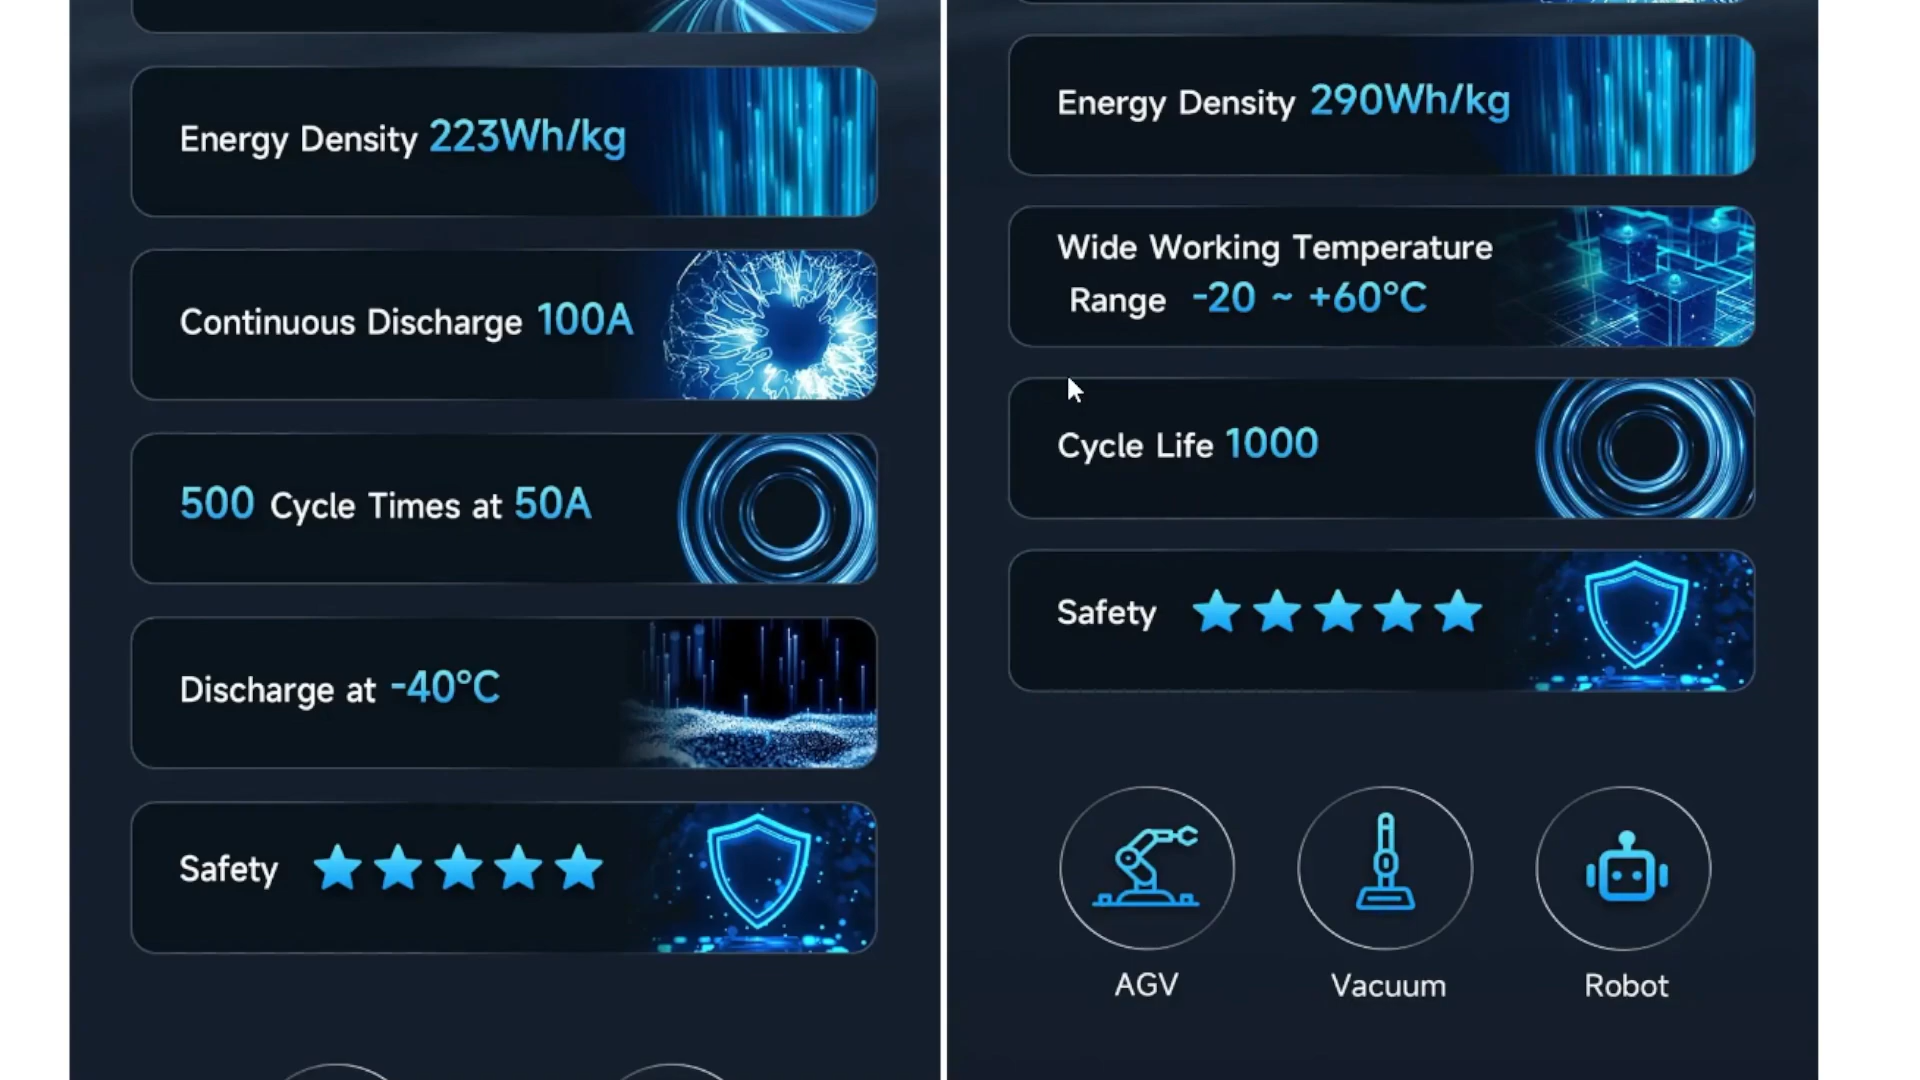 Energy Density 223Wh/kg
Continuous Discharge 100A
500 Cycle Times at 50A
Discharge at -40°C
Safety
Energy Density 290Wh/kg
Wide Working Temperature
Range -20 ~ +60°C
Cycle Life 1000
Safety
AGV
Vacuum
Robot